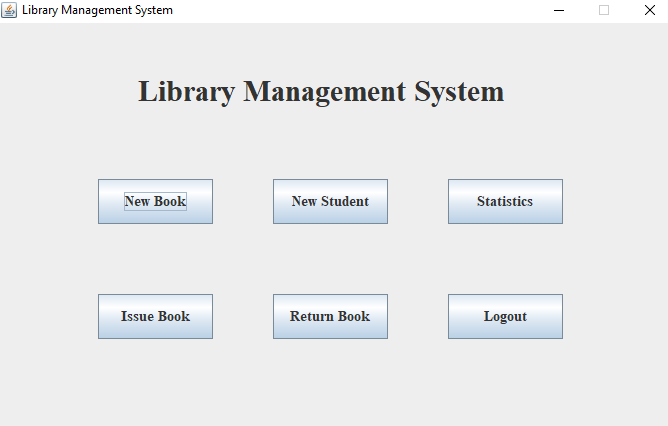 Library Management System
Library Management System
New Book New Student Statistics
Issue Book Return Book Logout